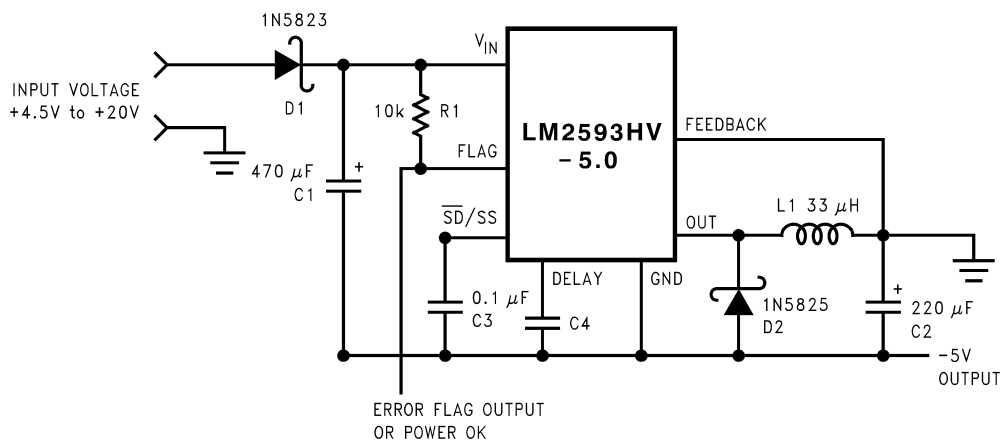 1N5823
D1
INPUT VOLTAGE
+4.5V to +20V
470 μF
+
C1
10k R1
VIN
FLAG
SD/SS
LM2593HV
-5.0
FEEDBACK
OUT
DELAY
GND
0.1 μF
C3
C4
L1 33 μH
1N5825
D2
+
220 μF
C2
-5V
OUTPUT
ERROR FLAG OUTPUT
OR POWER OK